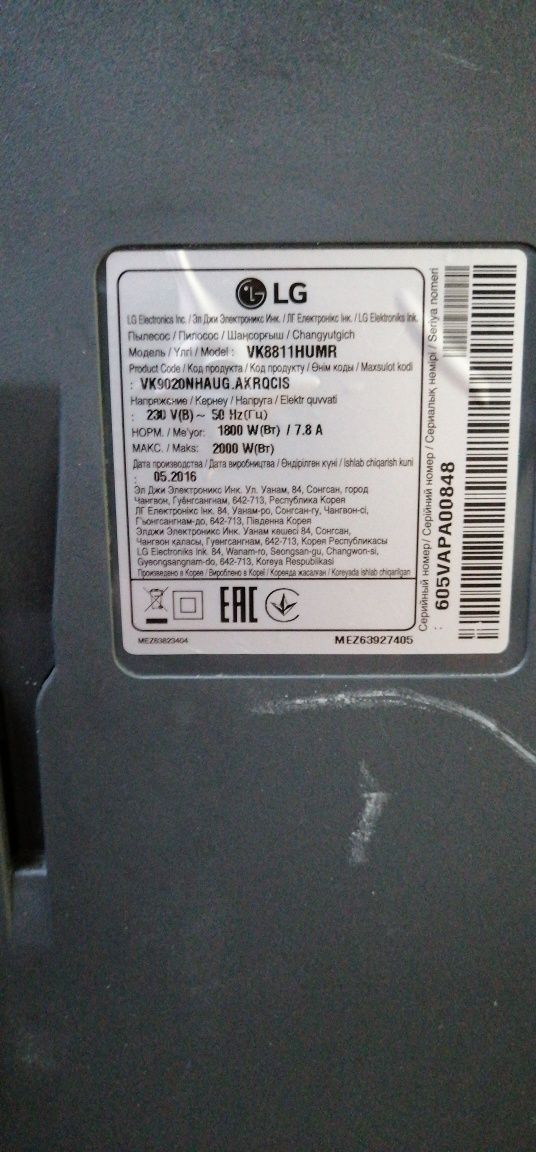 LG
LG Electronics Inc. / Эл Джи Электроникс Инк. / ЛГ Електронікс Інк. / LG Elektroniks Ink.
Пылесос / Пилосос / Шаңсорғыш / Changyutgich
Модель / Үлгі / Model : VK8811HUMR
Product Code / Код продукта / Код продукту / Өнім коды / Maxsulot kodi
: VK9020NHAUG.AKRQCIS
Напряжение / Кернеу / Напруга / Elektr quvvati
: 230 V(В) ~ 50 Hz(Гц)
НОРМ. / Me'yor: 1800 W(Вт) / 7.8 A
МАКС. / Maks: 2000 W(Вт)
Дата производства / Дата виробництва / Өндірілген күні / Ishlab chiqarish kuni
: 05.2016
Эл Джи Электроникс Инк. Ул. Уанам, 84, Сонгсан, город
Чангвон, Гуёнгсангнам, 642-713, Республика Корея
ЛГ Електронікс Інк. 84, Уанам-ро, Сонгсан-гу, Чангвон-сі,
Гьонгсангнам-до, 642-713, Південна Корея
Элджи Электроникс Инк. Уанам көшесі 84, Сонгсан,
Чангвон қаласы, Гуенгсангнам, 642-713, Корея Республикасы
LG Electroniks Ink. 84, Wanam-ro, Seongsan-gu, Changwon-si,
Gyeongsangnam-do, 642-713, Koreya Respublikasi
Произведено в Корее / Вироблено в Кореї / Кореяда жасалған / Koreyada ishlab chiqarilgan
EAC
MEZ63823404
MEZ63927405
Серийный номер / Серійний номер / Сериалық нөмірі / Seriya nomeri
: 605VAPA00848